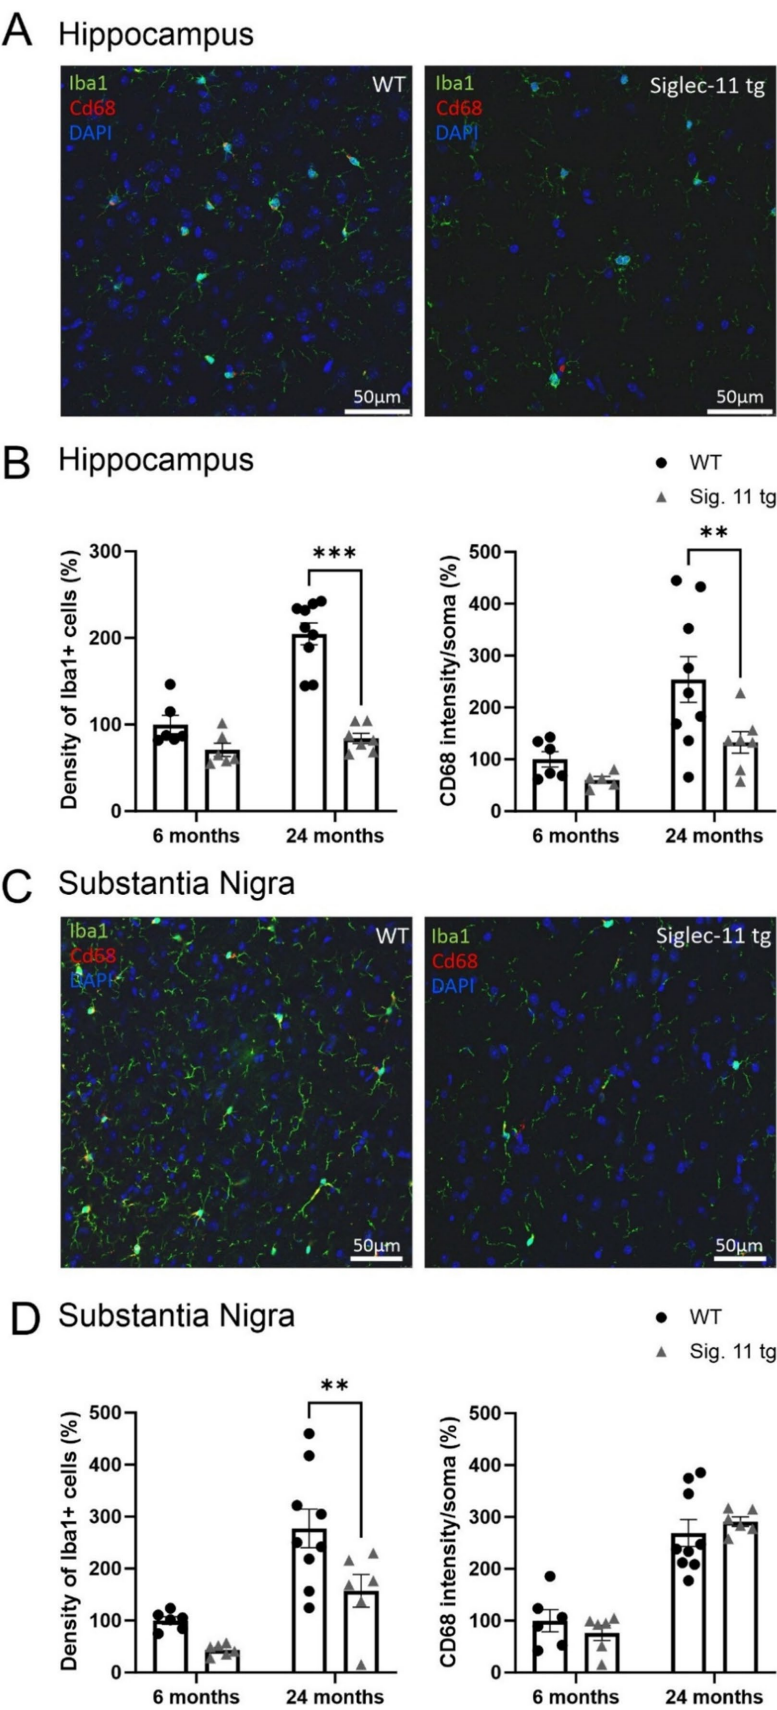 A Hippocampus
Iba1
Cd68
DAPI
WT
50µm
Iba1
Cd68
DAPI
Siglec-11 tg
50µm
B Hippocampus
WT
Sig. 11 tg
Density of Iba1+ cells (%)
300
200
100
0
***
6 months
24 months
CD68 intensity/soma (%)
500
400
300
200
100
0
**
6 months
24 months
C Substantia Nigra
Iba1
Cd68
DAPI
WT
50µm
Iba1
Cd68
DAPI
Siglec-11 tg
50µm
D Substantia Nigra
WT
Sig. 11 tg
Density of Iba1+ cells (%)
500
400
300
200
100
0
**
6 months
24 months
CD68 intensity/soma (%)
500
400
300
200
100
0
6 months
24 months